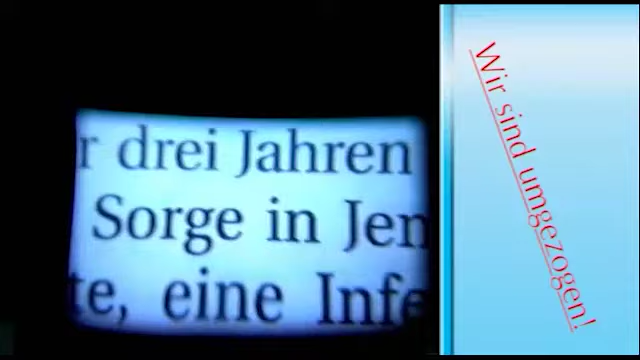 r drei Jahren
Sorge in Jen
te, eine Infe
Wir sind umgezogen!